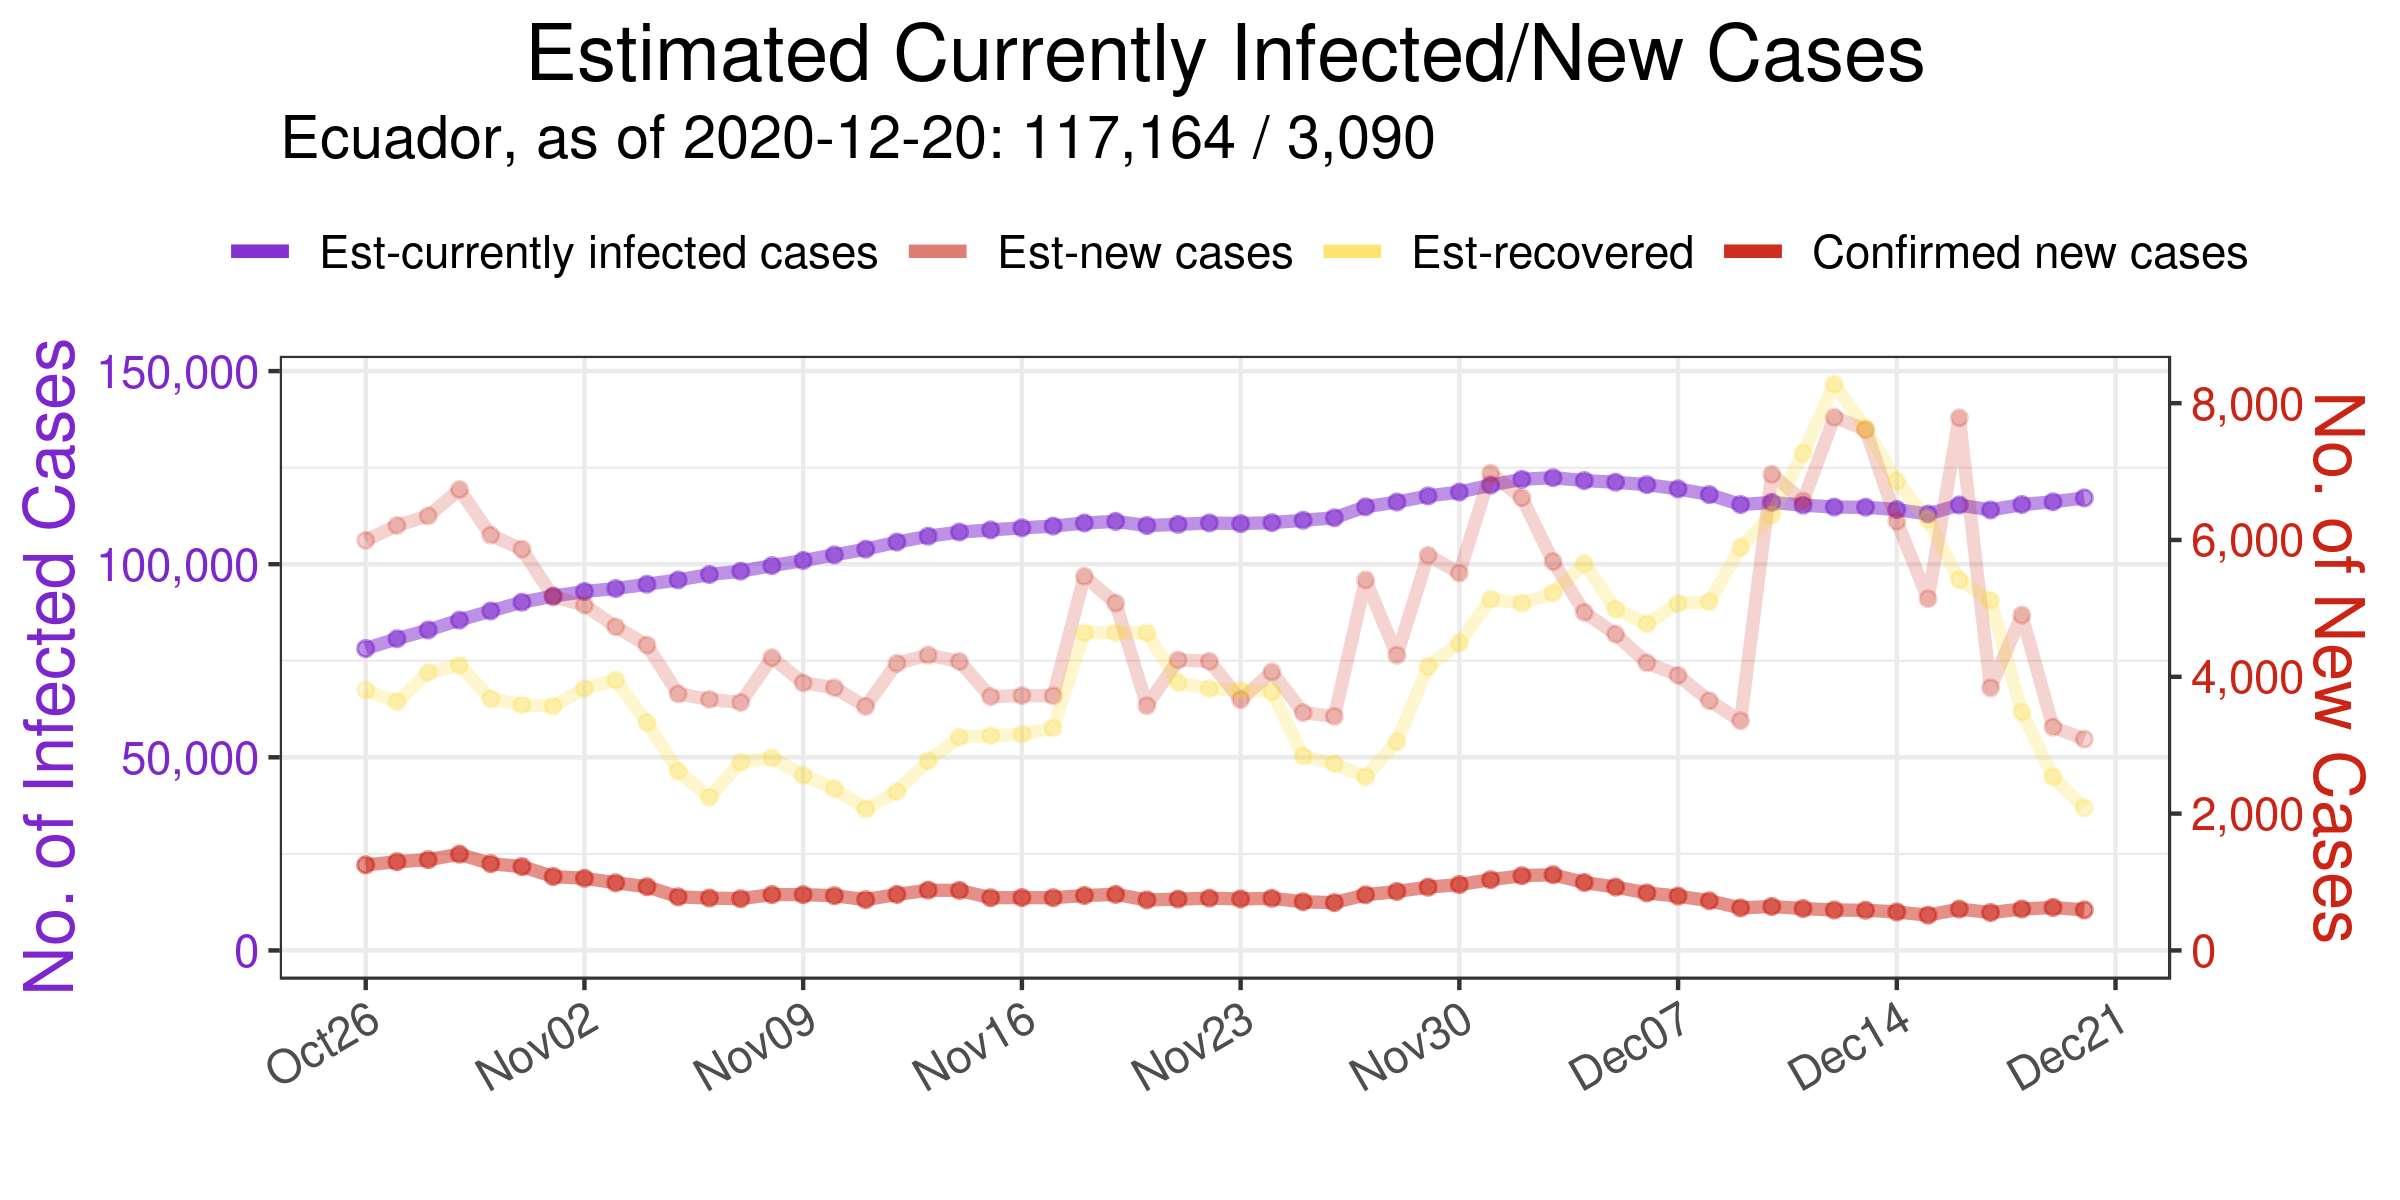 Estimated Currently Infected/New Cases
Ecuador, as of 2020-12-20: 117,164 / 3,090
Est-currently infected cases Est-new cases Est-recovered Confirmed new cases
No. of Infected Cases
150,000
100,000
50,000
0
8,000
6,000
4,000
2,000
0
No. of New Cases
Oct26 Nov02 Nov09 Nov16 Nov23 Nov30 Dec07 Dec14 Dec21